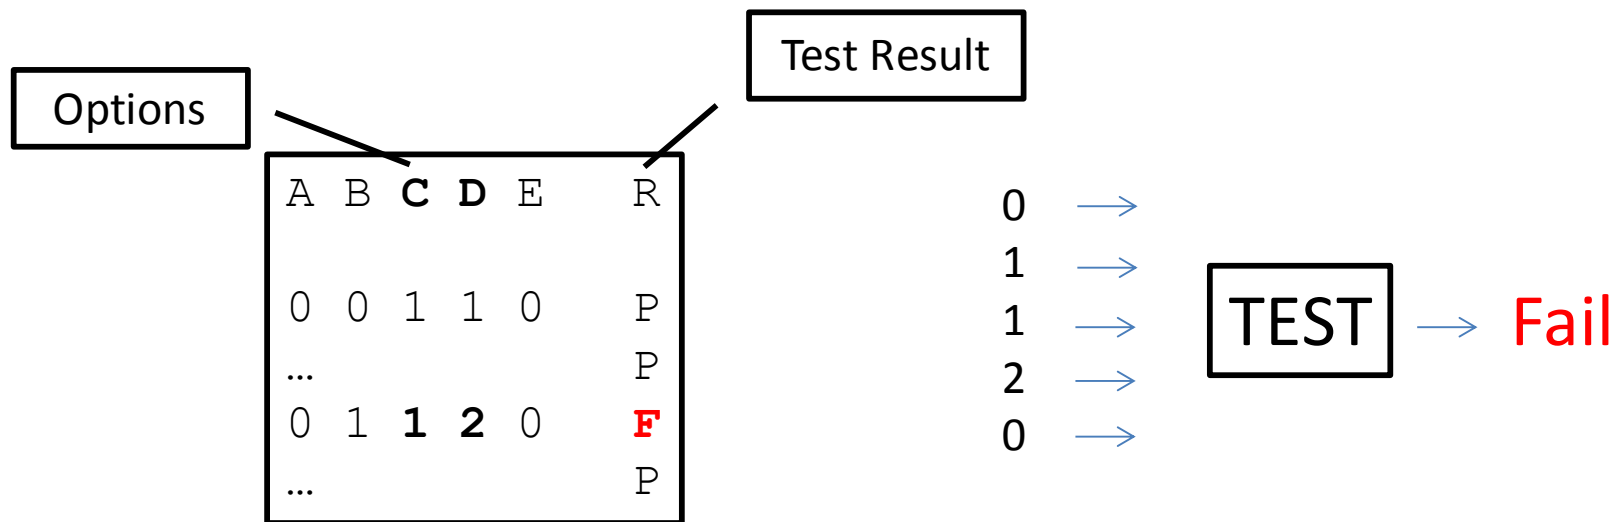 Test Result
Options
A B C D E R
0 0 1 1 0 P
… P
0 1 1 2 0 F
… P
0
1
1
2
0
TEST
Fail